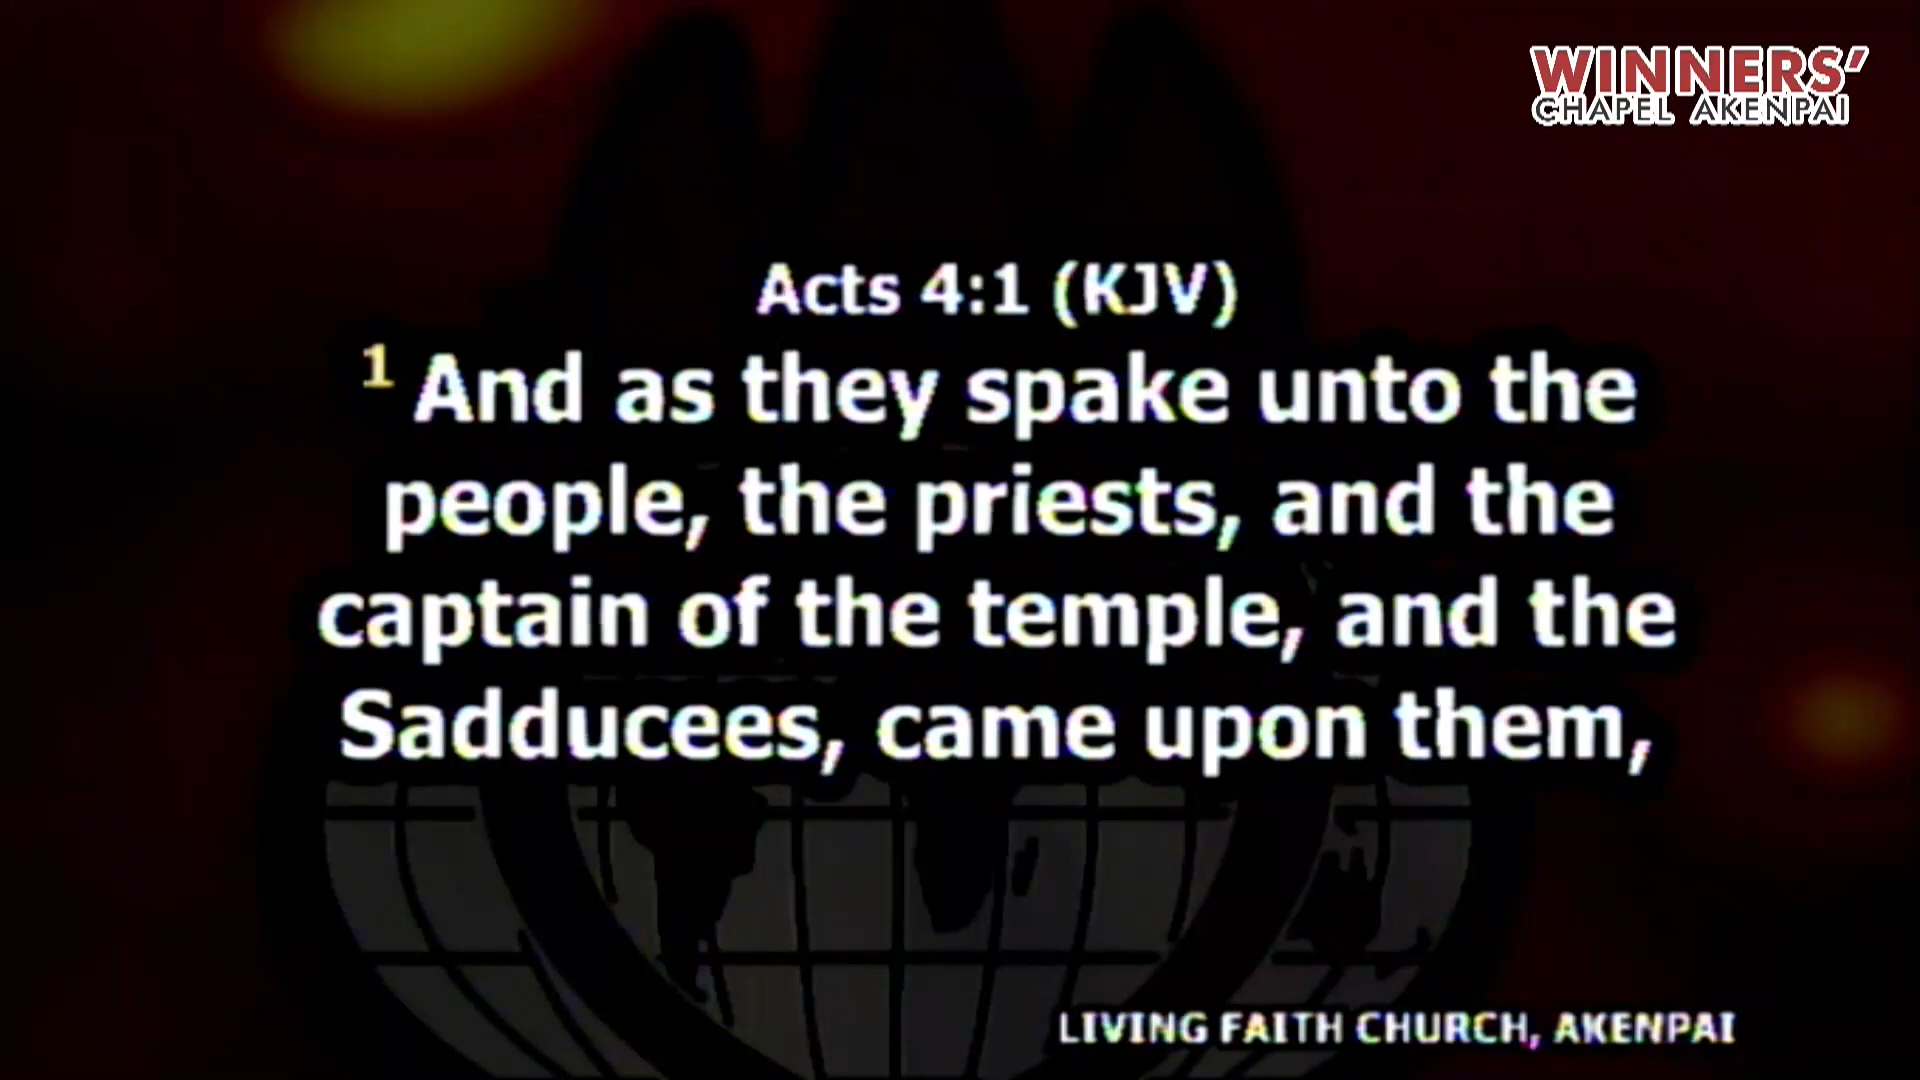 WINNERS'
CHAPEL AKENPAI
Acts 4:1 (KJV)
1 And as they spake unto the
people, the priests, and the
captain of the temple, and the
Sadducees, came upon them,
LIVING FAITH CHURCH, AKENPAI